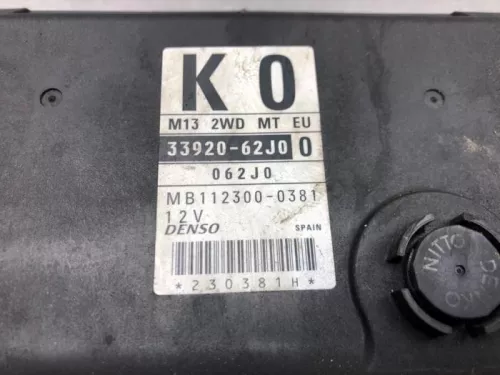 K 0
M13 2WD MT EU
33920-62J0 0
062J0
MB112300-0381
12V
DENSO SPAIN
*230381H*
NITTO
DENKO